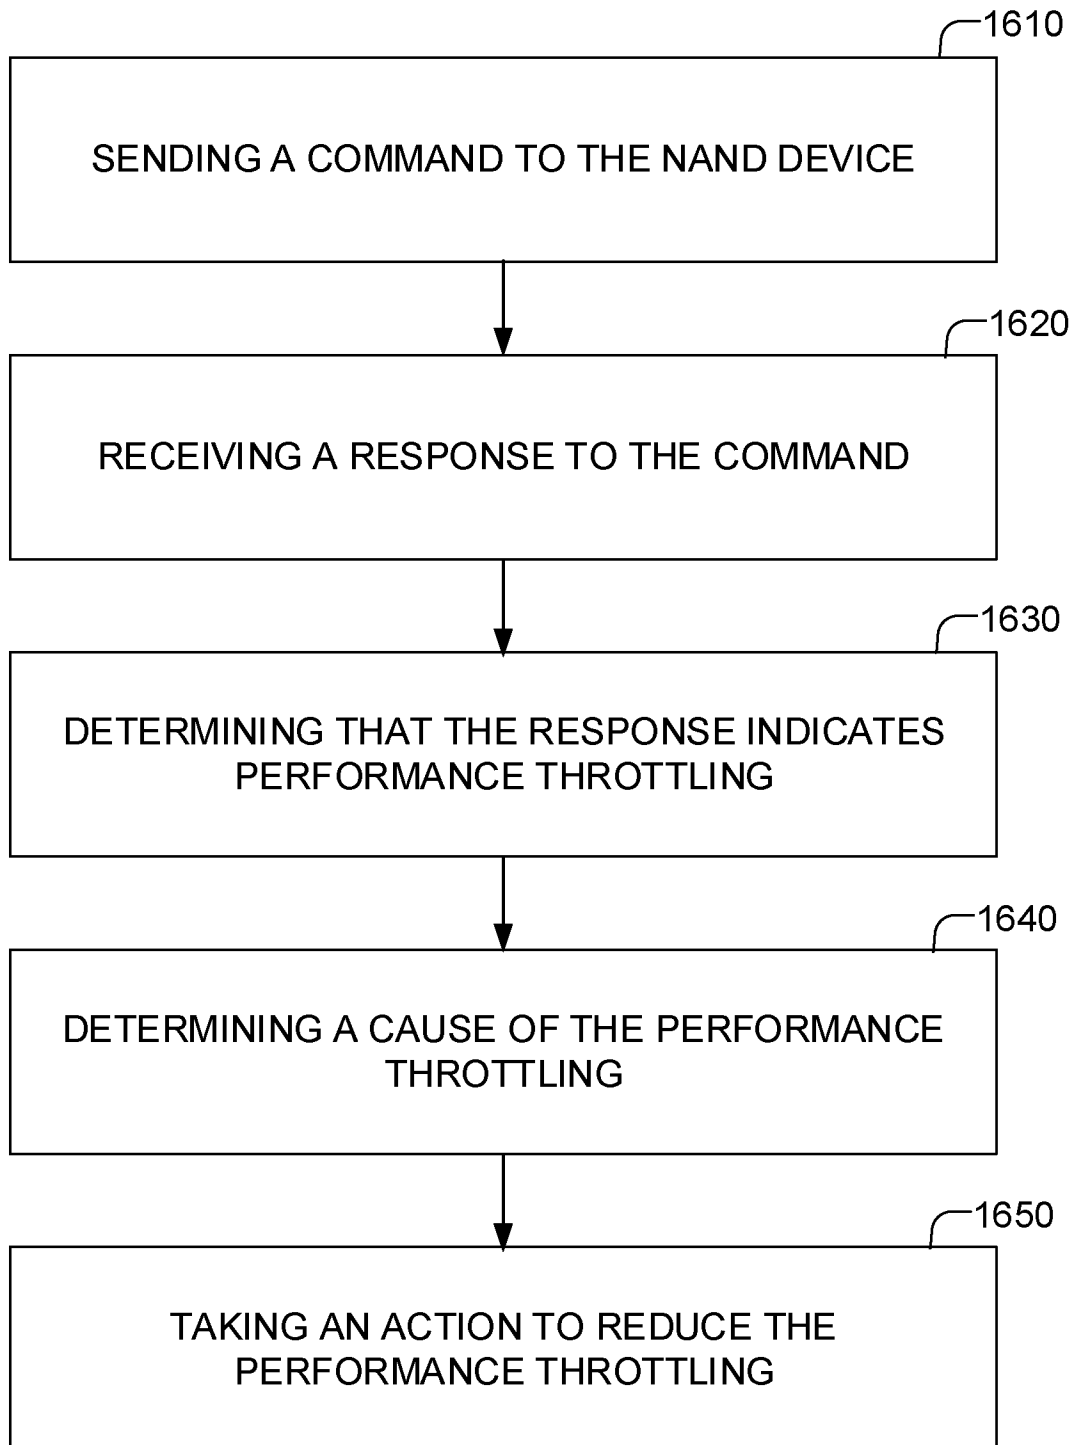 1610
SENDING A COMMAND TO THE NAND DEVICE
1620
RECEIVING A RESPONSE TO THE COMMAND
1630
DETERMINING THAT THE RESPONSE INDICATES
PERFORMANCE THROTTLING
1640
DETERMINING A CAUSE OF THE PERFORMANCE
THROTTLING
1650
TAKING AN ACTION TO REDUCE THE
PERFORMANCE THROTTLING